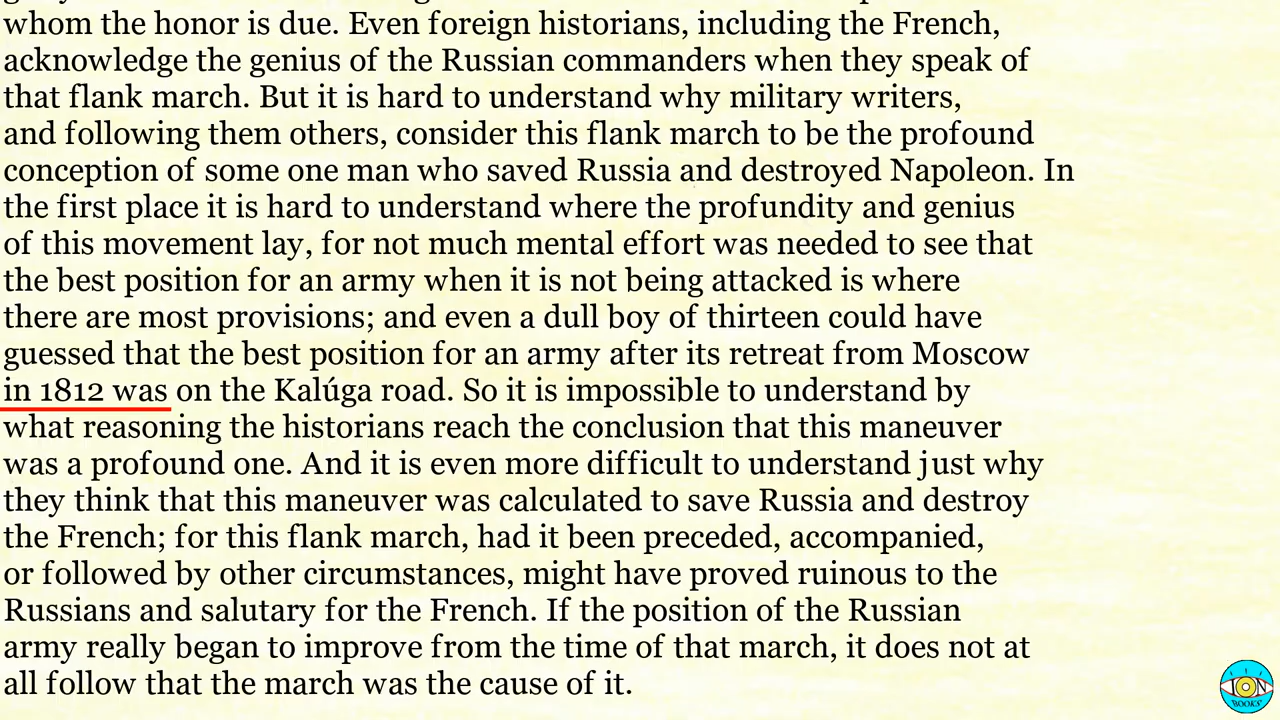 whom the honor is due. Even foreign historians, including the French,
acknowledge the genius of the Russian commanders when they speak of
that flank march. But it is hard to understand why military writers,
and following them others, consider this flank march to be the profound
conception of some one man who saved Russia and destroyed Napoleon. In
the first place it is hard to understand where the profundity and genius
of this movement lay, for not much mental effort was needed to see that
the best position for an army when it is not being attacked is where
there are most provisions; and even a dull boy of thirteen could have
guessed that the best position for an army after its retreat from Moscow
in 1812 was on the Kalúga road. So it is impossible to understand by
what reasoning the historians reach the conclusion that this maneuver
was a profound one. And it is even more difficult to understand just why
they think that this maneuver was calculated to save Russia and destroy
the French; for this flank march, had it been preceded, accompanied,
or followed by other circumstances, might have proved ruinous to the
Russians and salutary for the French. If the position of the Russian
army really began to improve from the time of that march, it does not at
all follow that the march was the cause of it.
ION
BOOKS